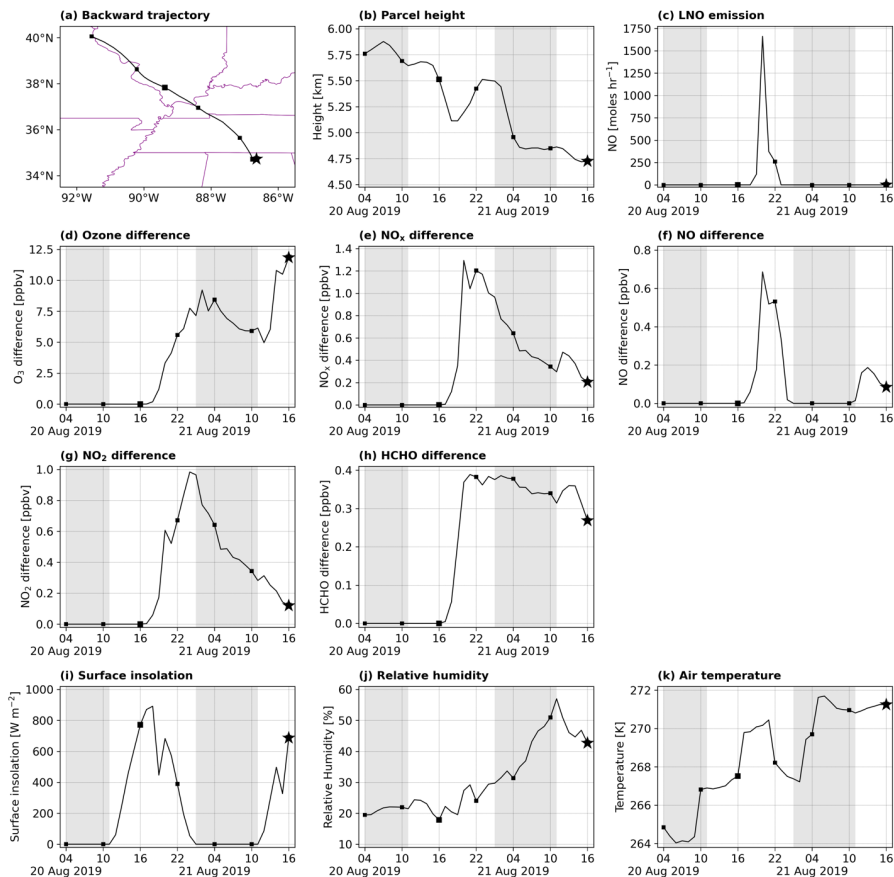 (a) Backward trajectory
40°N
38°N
36°N
34°N
92°W 90°W 88°W 86°W
(b) Parcel height
Height [km]
6.00
5.75
5.50
5.25
5.00
4.75
4.50
04 10 16 22 04 10 16
20 Aug 2019 21 Aug 2019
(c) LNO emission
NO [moles hr⁻¹]
1750
1500
1250
1000
750
500
250
0
04 10 16 22 04 10 16
20 Aug 2019 21 Aug 2019
(d) Ozone difference
O₃ difference [ppbv]
12.5
10.0
7.5
5.0
2.5
0.0
04 10 16 22 04 10 16
20 Aug 2019 21 Aug 2019
(e) NOₓ difference
NOₓ difference [ppbv]
1.4
1.2
1.0
0.8
0.6
0.4
0.2
0.0
04 10 16 22 04 10 16
20 Aug 2019 21 Aug 2019
(f) NO difference
NO difference [ppbv]
0.8
0.6
0.4
0.2
0.0
04 10 16 22 04 10 16
20 Aug 2019 21 Aug 2019
(g) NO₂ difference
NO₂ difference [ppbv]
1.0
0.8
0.6
0.4
0.2
0.0
04 10 16 22 04 10 16
20 Aug 2019 21 Aug 2019
(h) HCHO difference
HCHO difference [ppbv]
0.4
0.3
0.2
0.1
0.0
04 10 16 22 04 10 16
20 Aug 2019 21 Aug 2019
(i) Surface insolation
Surface insolation [W m⁻²]
1000
800
600
400
200
0
04 10 16 22 04 10 16
20 Aug 2019 21 Aug 2019
(j) Relative humidity
Relative Humidity [%]
60
50
40
30
20
10
04 10 16 22 04 10 16
20 Aug 2019 21 Aug 2019
(k) Air temperature
Temperature [K]
272
270
268
266
264
04 10 16 22 04 10 16
20 Aug 2019 21 Aug 2019